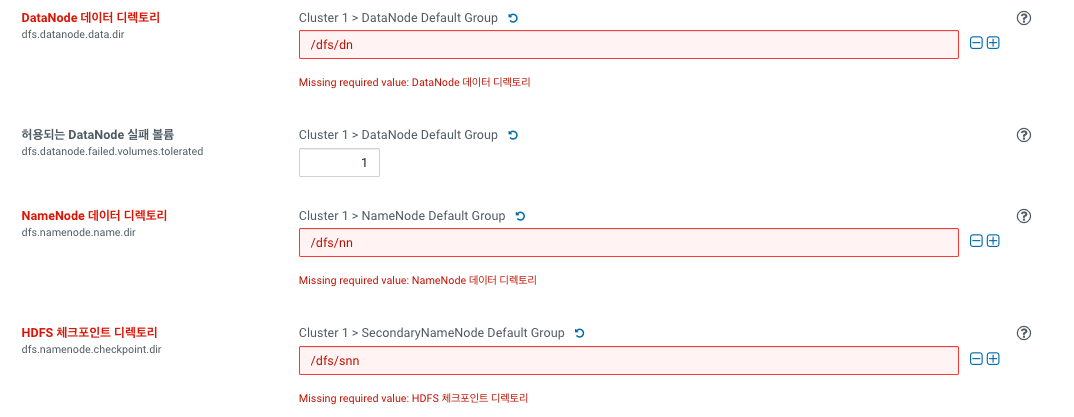 DataNode 데이터 디렉토리
dfs.datanode.data.dir
Cluster 1 > DataNode Default Group
/dfs/dn
Missing required value: DataNode 데이터 디렉토리
허용되는 DataNode 실패 볼륨
dfs.datanode.failed.volumes.tolerated
Cluster 1 > DataNode Default Group
1
NameNode 데이터 디렉토리
dfs.namenode.name.dir
Cluster 1 > NameNode Default Group
/dfs/nn
Missing required value: NameNode 데이터 디렉토리
HDFS 체크포인트 디렉토리
dfs.namenode.checkpoint.dir
Cluster 1 > SecondaryNameNode Default Group
/dfs/snn
Missing required value: HDFS 체크포인트 디렉토리